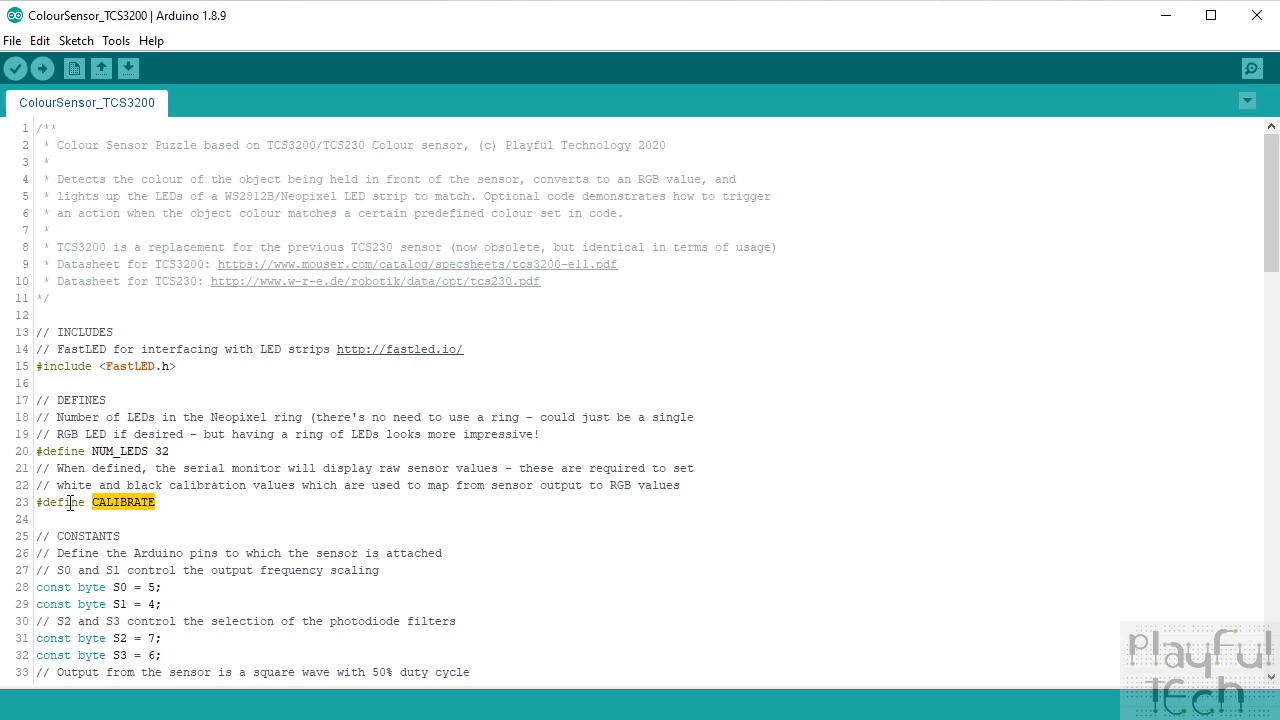 ColourSensor_TCS3200 | Arduino 1.8.9
File Edit Sketch Tools Help
ColourSensor_TCS3200
1 /**
2 * Colour Sensor Puzzle based on TCS3200/TCS230 Colour sensor, (c) Playful Technology 2020
3 *
4 * Detects the colour of the object being held in front of the sensor, converts to an RGB value, and
5 * lights up the LEDs of a WS2812B/Neopixel LED strip to match. Optional code demonstrates how to trigger
6 * an action when the object colour matches a certain predefined colour set in code.
7 *
8 * TCS3200 is a replacement for the previous TCS230 sensor (now obsolete, but identical in terms of usage)
9 * Datasheet for TCS3200: https://www.mouser.com/catalog/specsheets/tcs3200-e11.pdf
10 * Datasheet for TCS230: http://www.w-r-e.de/robotik/data/opt/tcs230.pdf
11 */
12
13 // INCLUDES
14 // FastLED for interfacing with LED strips http://fastled.io/
15 #include <FastLED.h>
16
17 // DEFINES
18 // Number of LEDs in the Neopixel ring (there's no need to use a ring - could just be a single
19 // RGB LED if desired - but having a ring of LEDs looks more impressive!
20 #define NUM_LEDS 32
21 // When defined, the serial monitor will display raw sensor values - these are required to set
22 // white and black calibration values which are used to map from sensor output to RGB values
23 #define CALIBRATE
24
25 // CONSTANTS
26 // Define the Arduino pins to which the sensor is attached
27 // S0 and S1 control the output frequency scaling
28 const byte S0 = 5;
29 const byte S1 = 4;
30 // S2 and S3 control the selection of the photodiode filters
31 const byte S2 = 7;
32 const byte S3 = 6;
33 // Output from the sensor is a square wave with 50% duty cycle
playful
tech